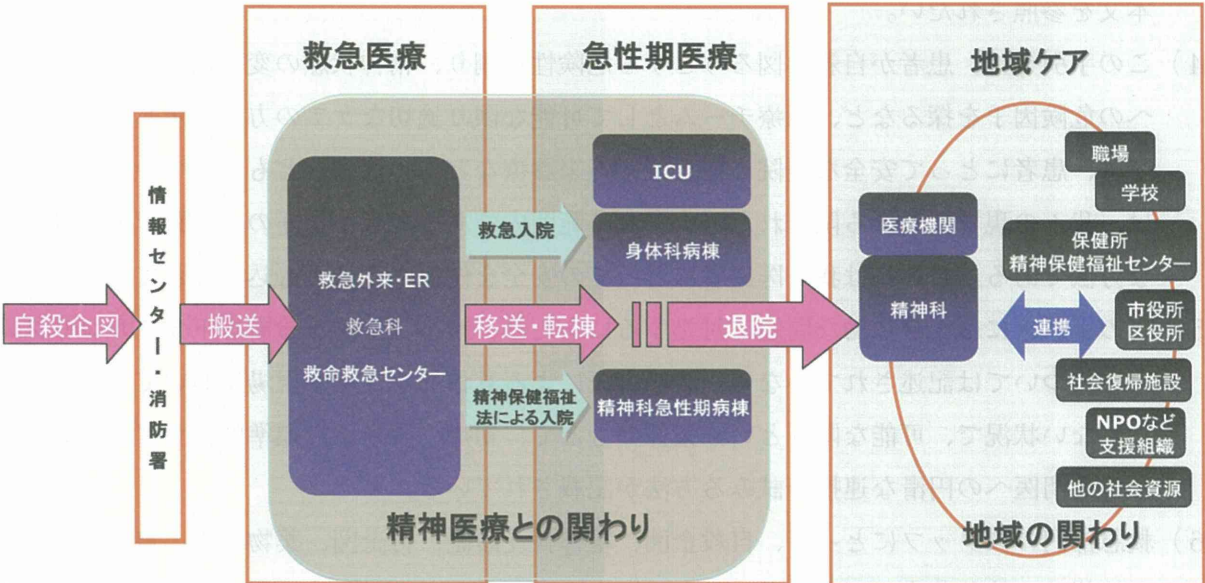 救急医療
急性期医療
地域ケア
情報センター・消防署
自殺企図
搬送
救急外来・ER
救急科
救命救急センター
救急入院
移送・転棟
精神保健福祉
法による入院
ICU
身体科病棟
精神科急性期病棟
退院
精神医療との関わり
医療機関
精神科
連携
職場
学校
保健所
精神保健福祉センター
市役所
区役所
社会復帰施設
NPOなど
支援組織
他の社会資源
地域の関わり